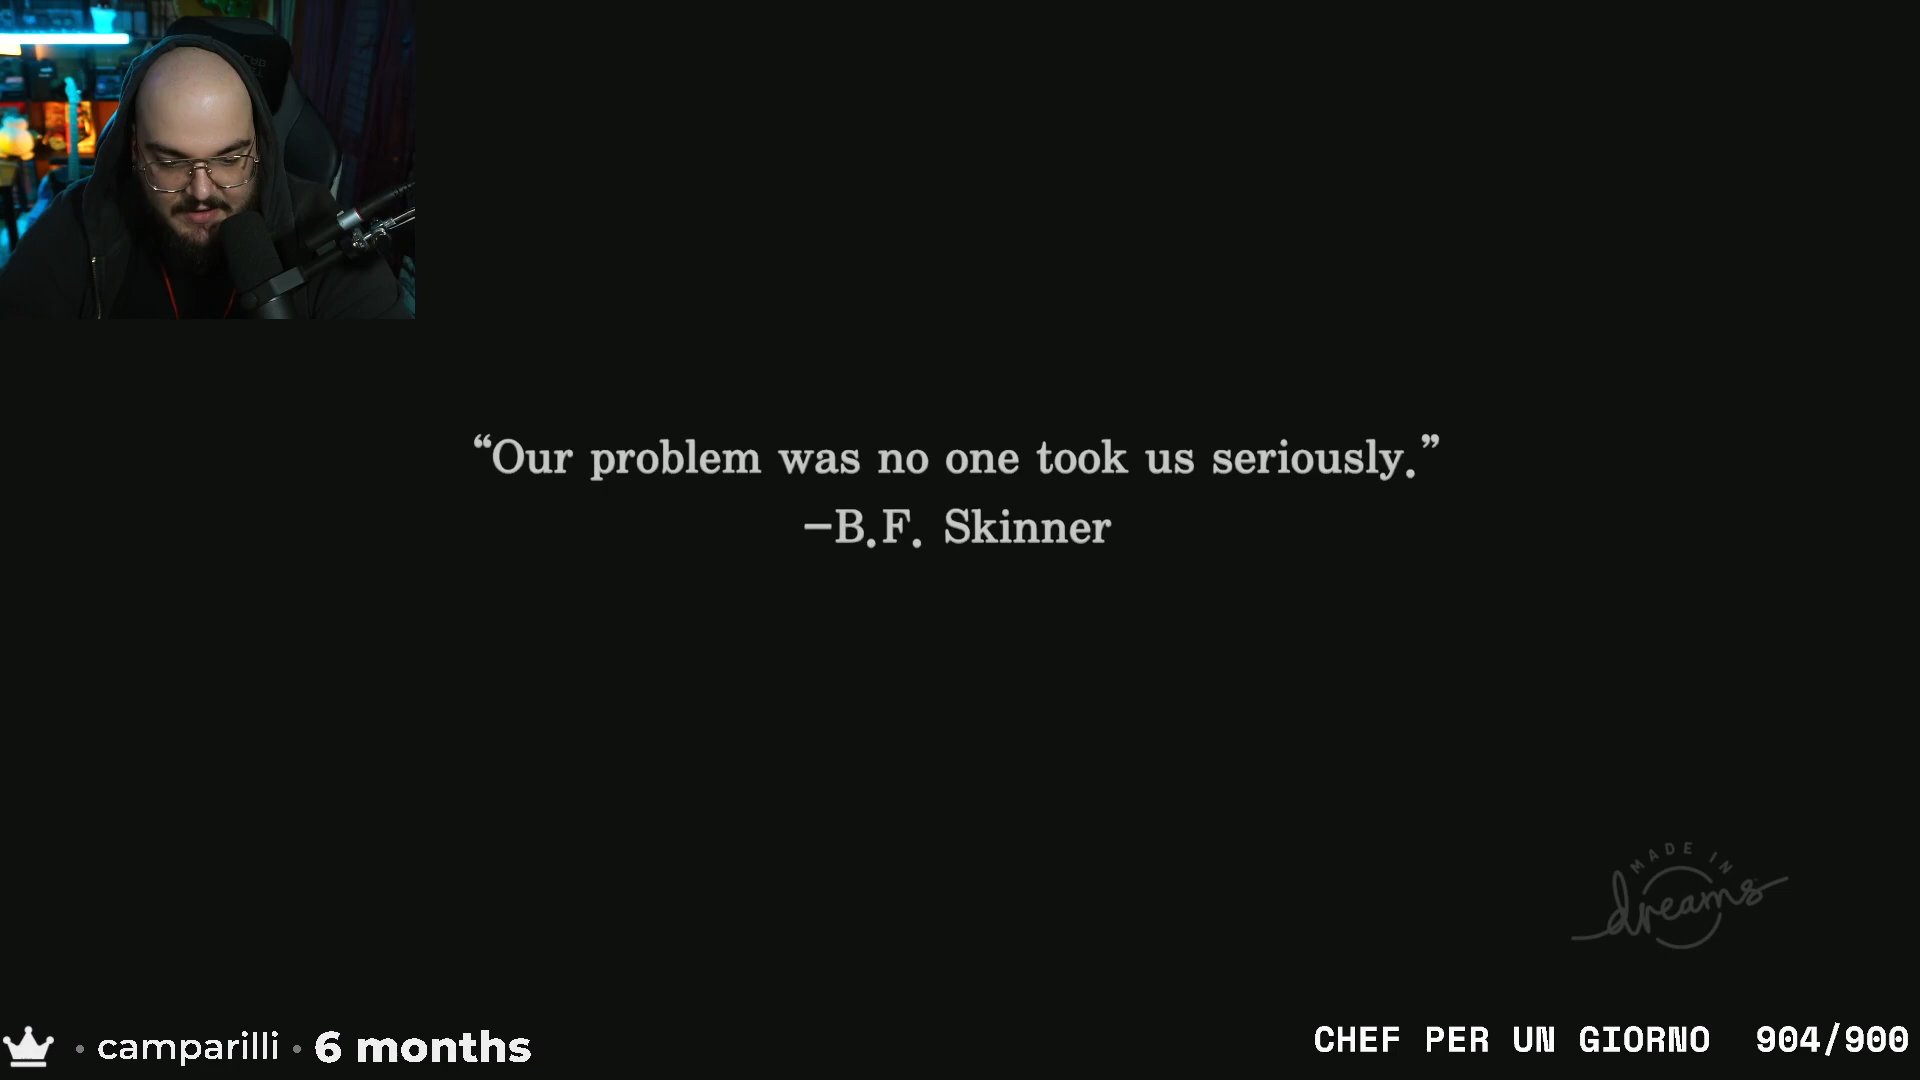 “Our problem was no one took us seriously.”
–B.F. Skinner
MADE IN
dreams
• camparilli • 6 months
CHEF PER UN GIORNO 904/900